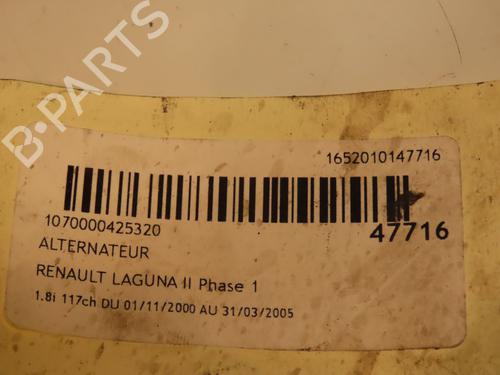 B-PARTS
1652010147716
1070000425320
47716
ALTERNATEUR
RENAULT LAGUNA II Phase 1
1.8i 117ch DU 01/11/2000 AU 31/03/2005